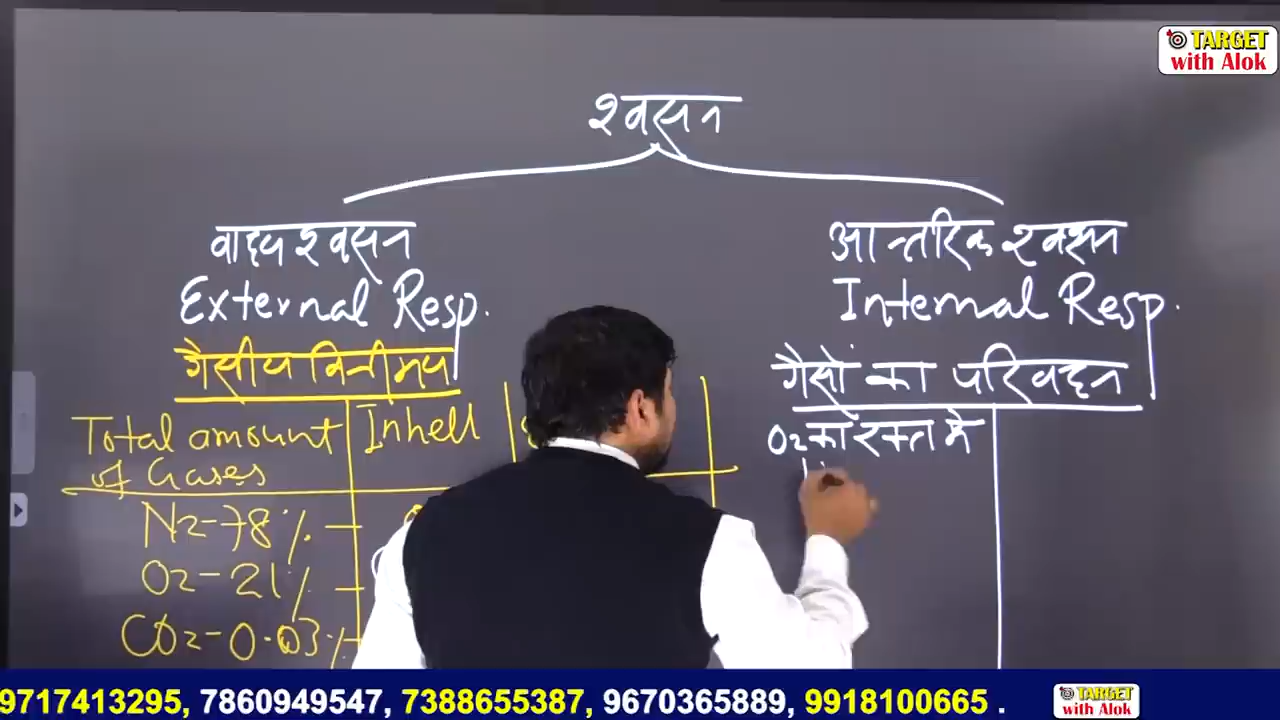 TARGET
with Alok
श्वसन
वाह्य श्वसन
External Resp.
गैसीय विनीमय
Total amount
of Gases
Inhell
N2-78%
O2-21%
CO2-0.03%
आन्तरिक श्वसन
Internal Resp.
गैसों का परिवहन
O2 का रक्त मे
9717413295, 7860949547, 7388655387, 9670365889, 9918100665 .
TARGET
with Alok